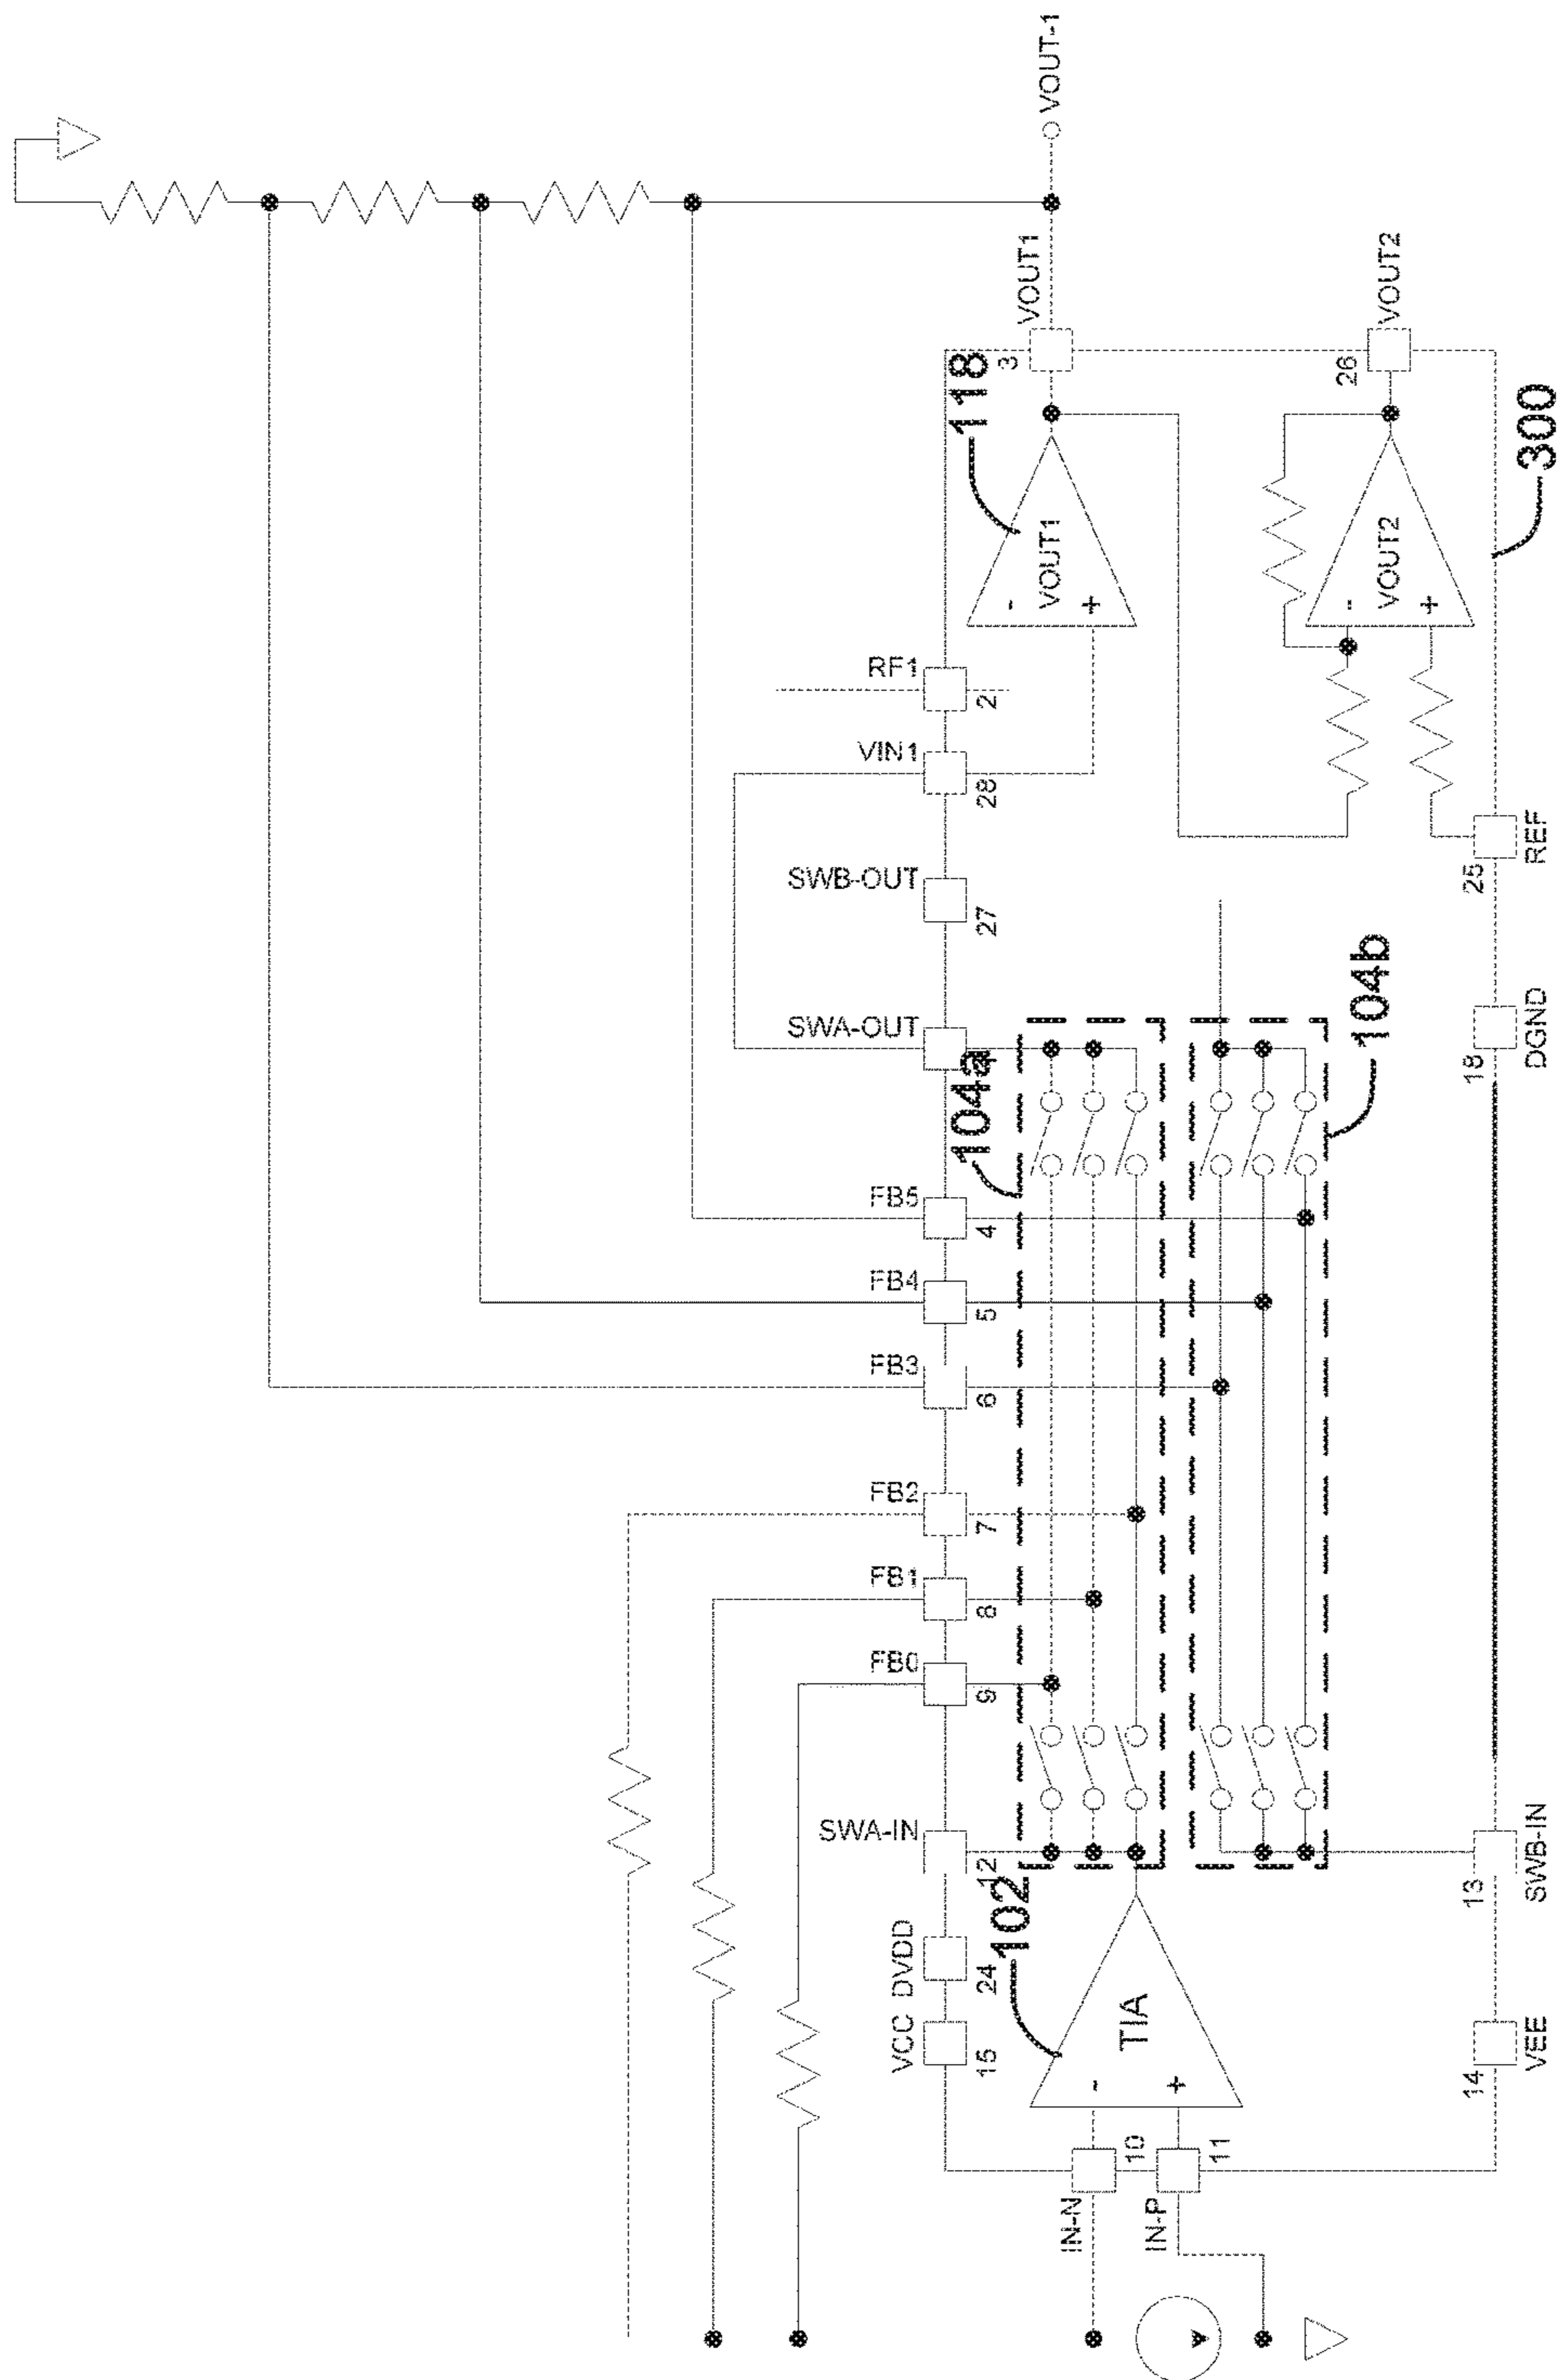 VOUT-1
VOUT1
3
118
VOUT2
26
300
-
VOUT1
+
-
VOUT2
+
RF1
2
VIN1
28
SWB-OUT
27
REF
25
SWA-OUT
104a
104b
DGND
18
FB5
4
FB4
5
FB3
6
FB2
7
FB1
8
FB0
9
SWA-IN
12
SWB-IN
13
102
DVDD
24
VCC
15
TIA
-
+
VEE
14
IN-N
10
IN-P
11